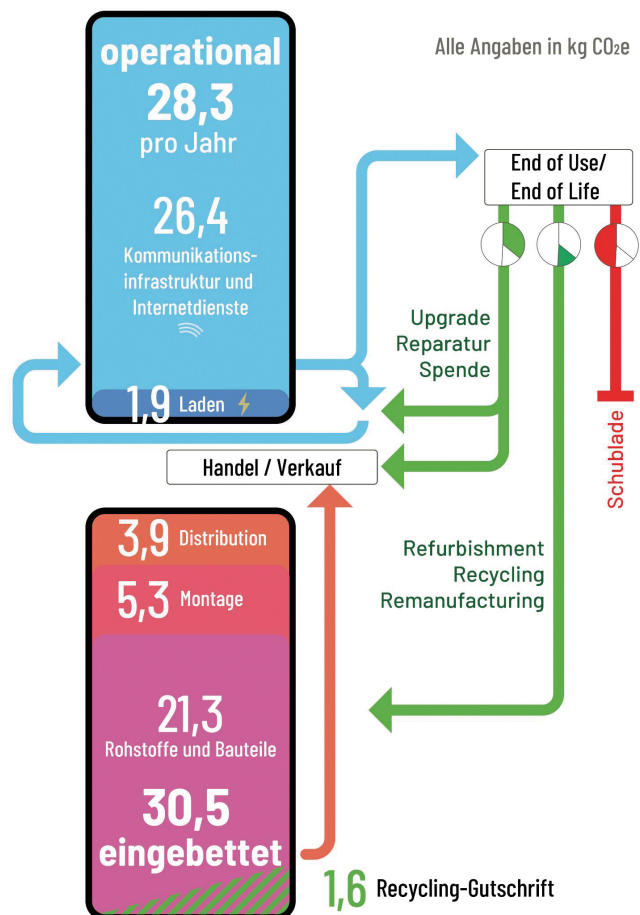 operational
28,3
pro Jahr
26,4
Kommunikations-
infrastruktur und
Internetdienste
1,9 Laden
Alle Angaben in kg CO₂e
End of Use/
End of Life
Upgrade
Reparatur
Spende
Schublade
Handel / Verkauf
3,9 Distribution
5,3 Montage
21,3
Rohstoffe und Bauteile
30,5
eingebettet
Refurbishment
Recycling
Remanufacturing
1,6 Recycling-Gutschrift